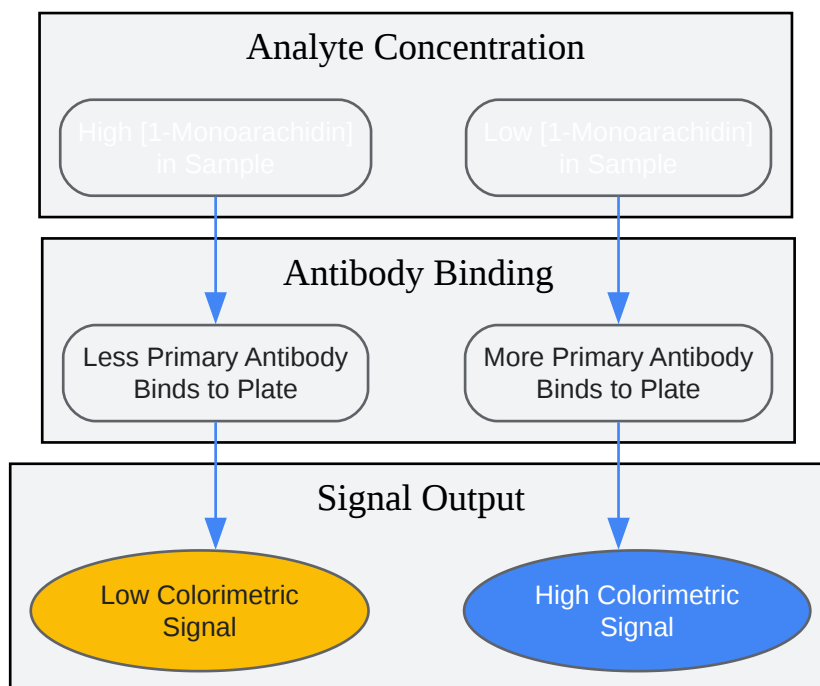 Analyte Concentration
High [1-Monoarachidin]
in Sample
Low [1-Monoarachidin]
in Sample
Antibody Binding
Less Primary Antibody
Binds to Plate
More Primary Antibody
Binds to Plate
Signal Output
Low Colorimetric
Signal
High Colorimetric
Signal